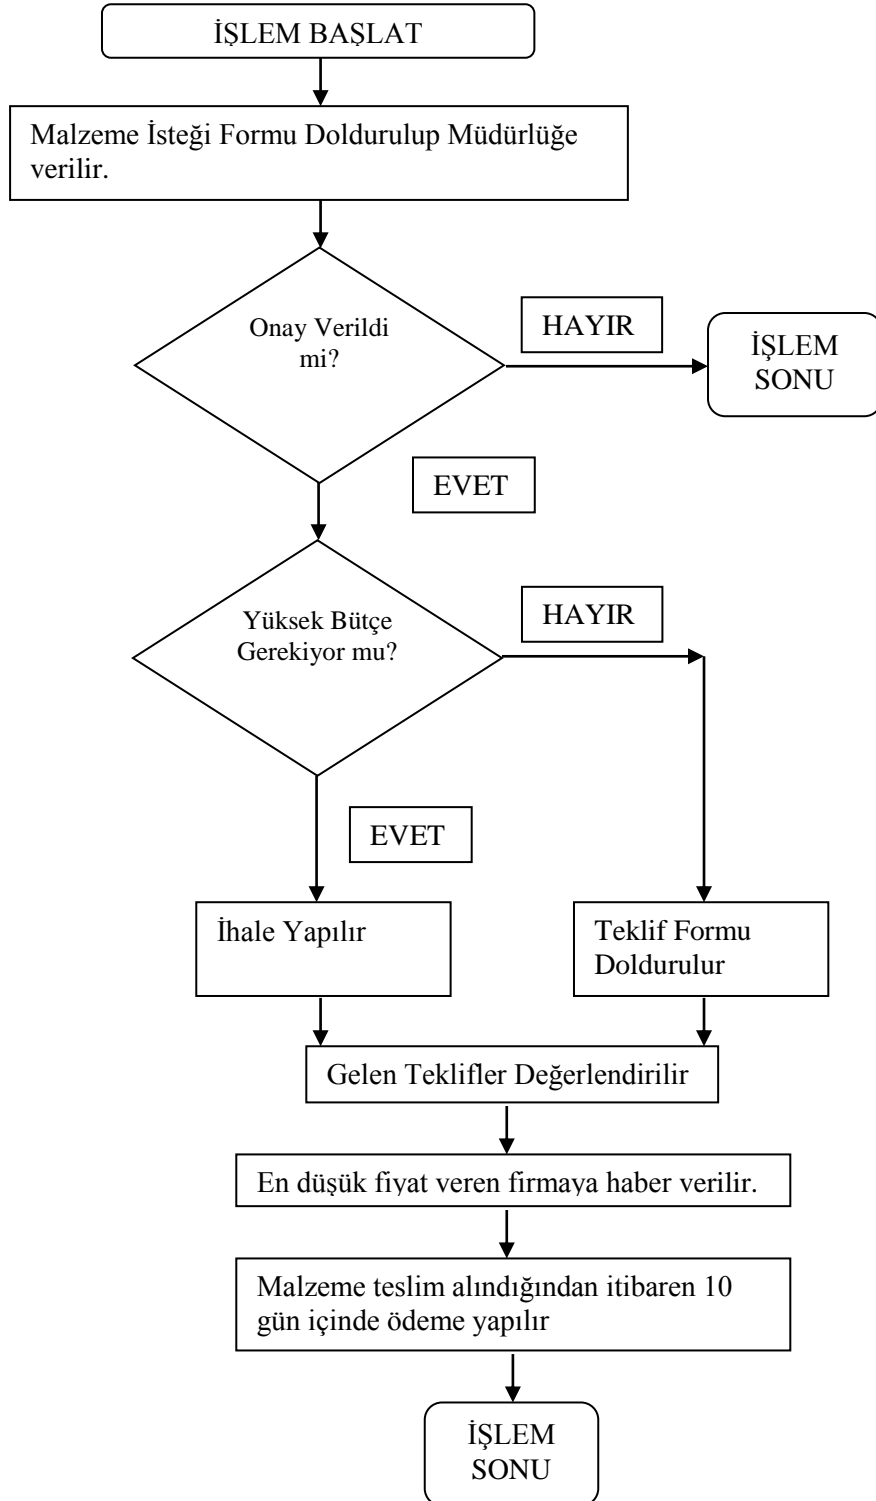 İŞLEM BAŞLAT
Malzeme İsteği Formu Doldurulup Müdürlüğe
verilir.
Onay Verildi
mi?
HAYIR
İŞLEM
SONU
EVET
Yüksek Bütçe
Gerekiyor mu?
HAYIR
EVET
İhale Yapılır
Teklif Formu
Doldurulur
Gelen Teklifler Değerlendirilir
En düşük fiyat veren firmaya haber verilir.
Malzeme teslim alındığından itibaren 10
gün içinde ödeme yapılır
İŞLEM
SONU